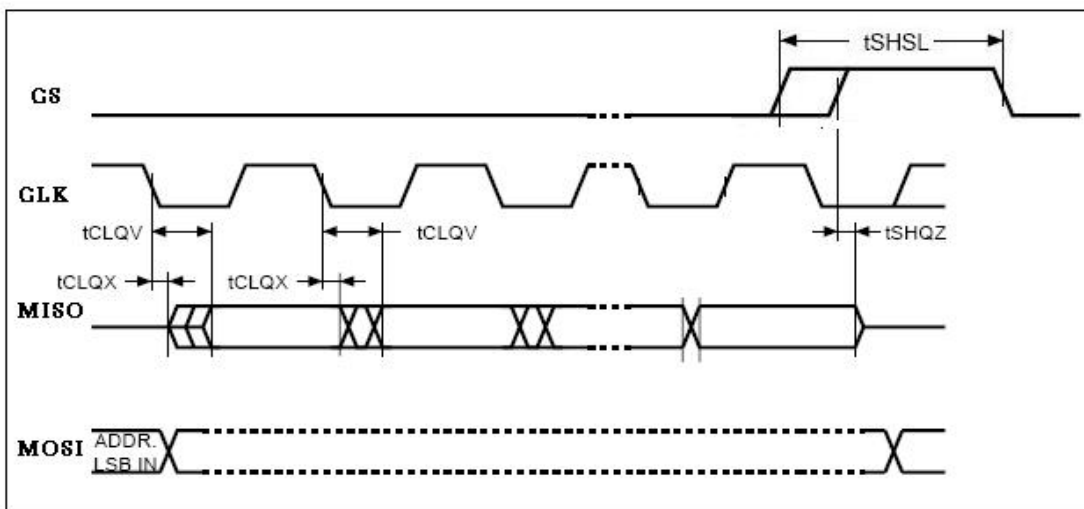 tSHSL
GS
GLK
tCLQV
tCLQV
tSHQZ
tCLQX
tCLQX
MISO
MOSI
ADDR.
LSB IN